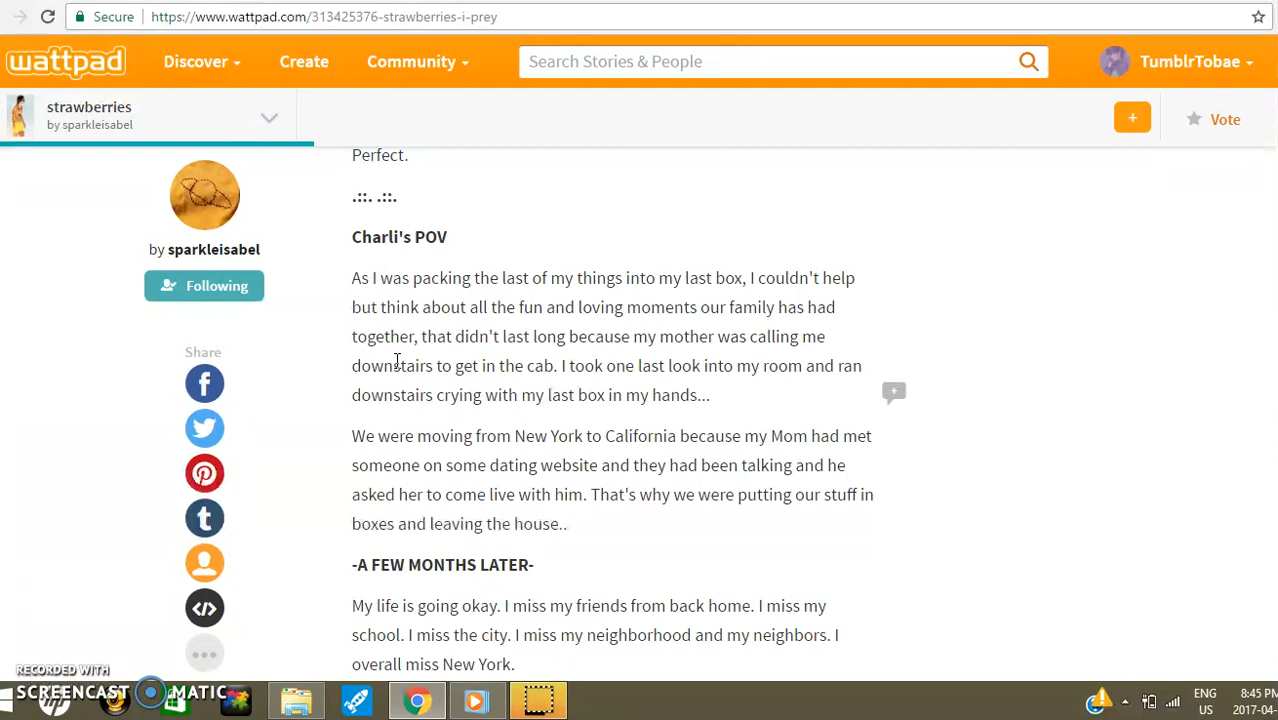 Secure https://www.wattpad.com/313425376-strawberries-i-prey
wattpad Discover Create Community Search Stories & People TumblrTobae
strawberries
by sparkleisabel
+ Vote
Perfect.
.::. .::.
Charli's POV
by sparkleisabel
Following
As I was packing the last of my things into my last box, I couldn't help
but think about all the fun and loving moments our family has had
together, that didn't last long because my mother was calling me
downstairs to get in the cab. I took one last look into my room and ran
downstairs crying with my last box in my hands...
Share
We were moving from New York to California because my Mom had met
someone on some dating website and they had been talking and he
asked her to come live with him. That's why we were putting our stuff in
boxes and leaving the house..
-A FEW MONTHS LATER-
My life is going okay. I miss my friends from back home. I miss my
school. I miss the city. I miss my neighborhood and my neighbors. I
overall miss New York.
RECORDED WITH
SCREENCAST MATIC
ENG
US
8:45 PM
2017-04-